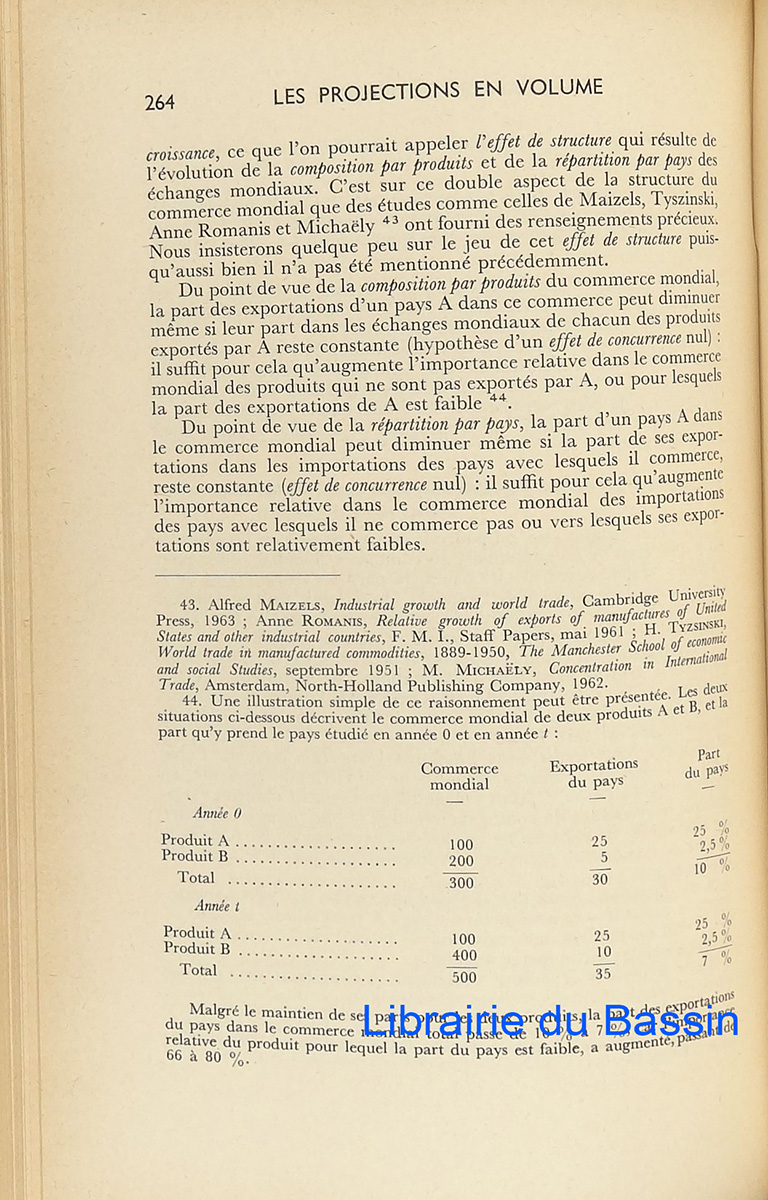 264
LES PROJECTIONS EN VOLUME
croissance, ce que l'on pourrait appeler l'effet de structure qui résulte de
l'évolution de la composition par produits et de la répartition par pays des
échanges mondiaux. C'est sur ce double aspect de la structure du
commerce mondial que des études comme celles de Maizels, Tyszinski,
Anne Romanis et Michaëly 43 ont fourni des renseignements précieux.
Nous insisterons quelque peu sur le jeu de cet effet de structure puis-
qu'aussi bien il n'a pas été mentionné précédemment.
Du point de vue de la composition par produits du commerce mondial,
la part des exportations d'un pays A dans ce commerce peut diminuer
même si leur part dans les échanges mondiaux de chacun des produits
exportés par A reste constante (hypothèse d'un effet de concurrence nul) :
il suffit pour cela qu'augmente l'importance relative dans le commerce
mondial des produits qui ne sont pas exportés par A, ou pour lesquels
la part des exportations de A est faible 44.
Du point de vue de la répartition par pays, la part d'un pays A dans
le commerce mondial peut diminuer même si la part de ses expor-
tations dans les importations des pays avec lesquels il commerce,
reste constante (effet de concurrence nul) : il suffit pour cela qu'augmente
l'importance relative dans le commerce mondial des importations
des pays avec lesquels il ne commerce pas ou vers lesquels ses expor-
tations sont relativement faibles.
43. Alfred MAIZELS, Industrial growth and world trade, Cambridge University
Press, 1963 ; Anne ROMANIS, Relative growth of exports of manufactures of United
States and other industrial countries, F. M. I., Staff Papers, mai 1961 ; H. TYZSINSKI,
World trade in manufactured commodities, 1889-1950, The Manchester School of economic
and social Studies, septembre 1951 ; M. MICHAËLY, Concentration in International
Trade, Amsterdam, North-Holland Publishing Company, 1962.
44. Une illustration simple de ce raisonnement peut être présentée. Les deux
situations ci-dessous décrivent le commerce mondial de deux produits A et B, et la
part qu'y prend le pays étudié en année 0 et en année t :
Commerce mondial Exportations du pays Part du pays
Année 0
Produit A .................... 100 25 25 %
Produit B .................... 200 5 2,5 %
Total .................... 300 30 10 %
Année t
Produit A .................... 100 25 25 %
Produit B .................... 400 10 2,5 %
Total .................... 500 35 7 %
Malgré le maintien de ses parts produits, la part des exportations
du pays dans le commerce mondial total passe de 10 % à 7 %
relative du produit pour lequel la part du pays est faible, a augmenté, passant de
66 à 80 %.
Librairie du Bassin